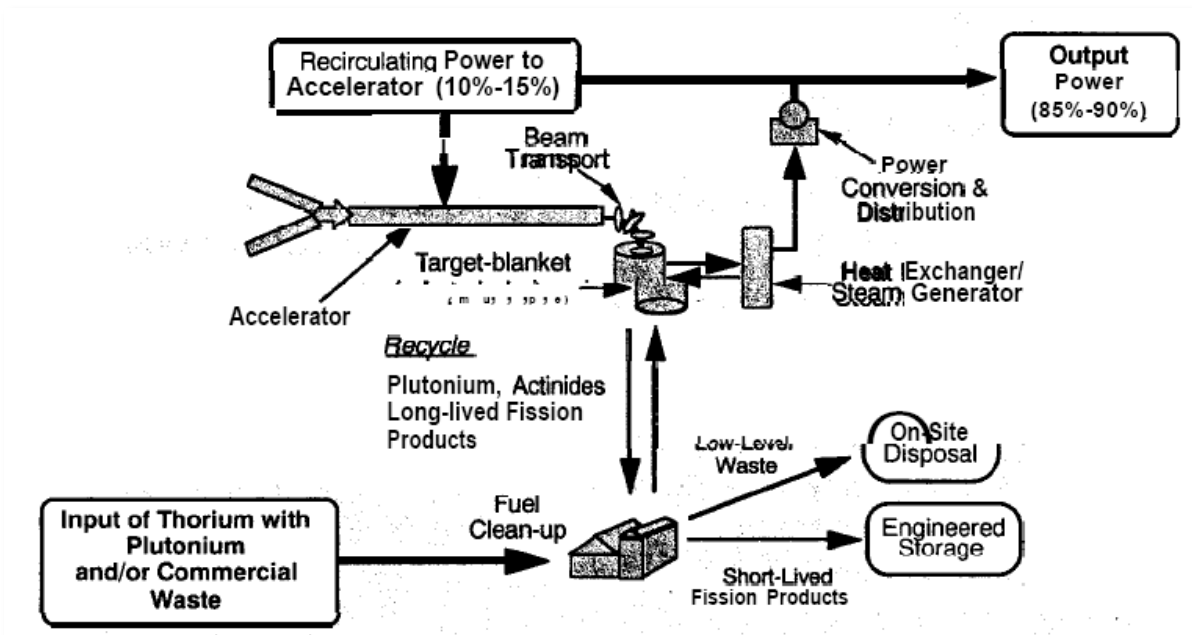 Recirculating Power to
Accelerator (10%-15%)
Output
Power
(85%-90%)
Beam
Transport
Power
Conversion &
Distribution
Target-blanket
Heat Exchanger/
Steam Generator
Accelerator
Recycle
Plutonium, Actinides
Long-lived Fission
Products
Low-Level
Waste
On-Site
Disposal
Fuel
Clean-up
Input of Thorium with
Plutonium
and/or Commercial
Waste
Engineered
Storage
Short-Lived
Fission Products